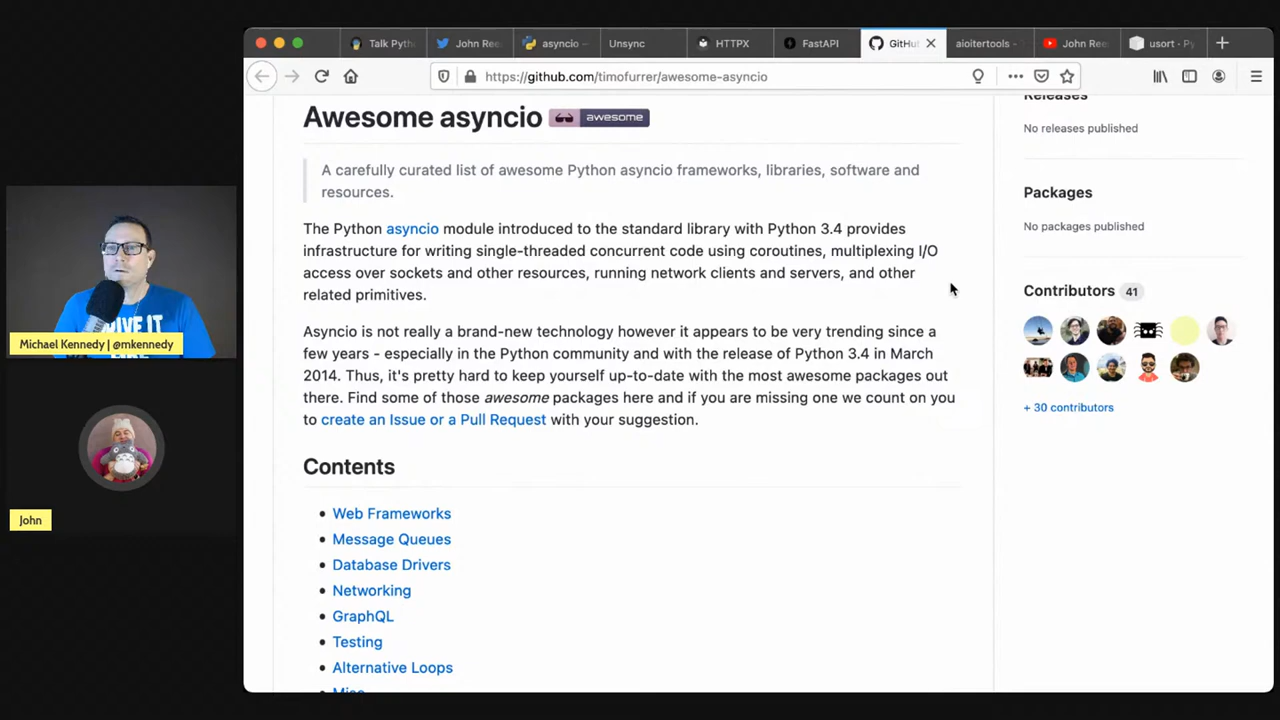 Talk Pyth
John Ree
asyncio —
Unsync
HTTPX
FastAPI
GitHu
aioitertools -
John Ree
usort - Py
https://github.com/timofurrer/awesome-asyncio
Awesome asyncio
awesome
A carefully curated list of awesome Python asyncio frameworks, libraries, software and
resources.
The Python asyncio module introduced to the standard library with Python 3.4 provides
infrastructure for writing single-threaded concurrent code using coroutines, multiplexing I/O
access over sockets and other resources, running network clients and servers, and other
related primitives.
Asyncio is not really a brand-new technology however it appears to be very trending since a
few years - especially in the Python community and with the release of Python 3.4 in March
2014. Thus, it's pretty hard to keep yourself up-to-date with the most awesome packages out
there. Find some of those awesome packages here and if you are missing one we count on you
to create an Issue or a Pull Request with your suggestion.
Contents
Web Frameworks
Message Queues
Database Drivers
Networking
GraphQL
Testing
Alternative Loops
Misc
Releases
No releases published
Packages
No packages published
Contributors 41
+ 30 contributors
Michael Kennedy | @mkennedy
John